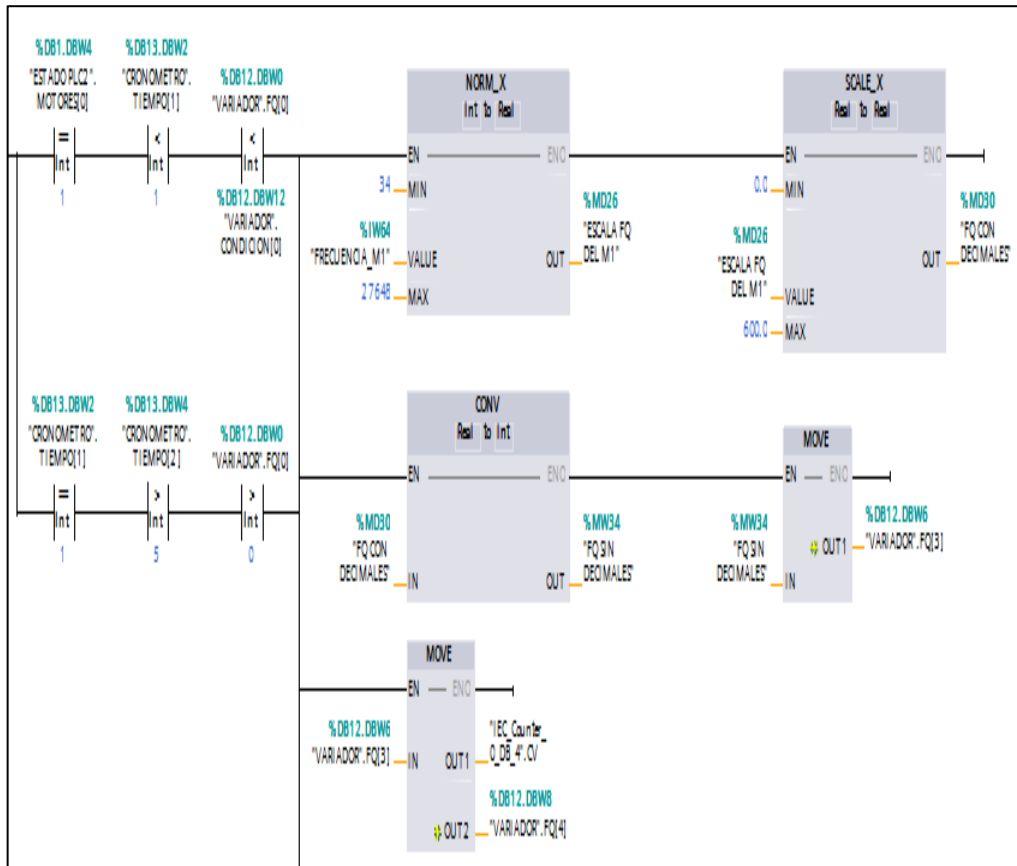 %DB1.DBW4
"ESTADO PLC2".
MOTORES[0]
=
Int
1
%DB13.DBW2
"CRONOMETRO".
TIEMPO[1]
<
Int
1
%DB12.DBW0
"VARIADOR".FQ[0]
<
Int
%DB12.DBW12
"VARIADOR".
CONDICION[0]
NORM_X
Int to Real
EN
ENO
34
MIN
%IW64
"FRECUENCIA_M1"
VALUE
27648
MAX
OUT
%MD26
"ESCALA FQ
DEL M1"
SCALE_X
Real to Real
EN
ENO
0.0
MIN
%MD26
"ESCALA FQ
DEL M1"
VALUE
600.0
MAX
OUT
%MD30
"FQ CON
DECIMALES"
%DB13.DBW2
"CRONOMETRO".
TIEMPO[1]
=
Int
1
%DB13.DBW4
"CRONOMETRO".
TIEMPO[2]
>
Int
5
%DB12.DBW0
"VARIADOR".FQ[0]
>
Int
0
CONV
Real to Int
EN
ENO
%MD30
"FQ CON
DECIMALES"
IN
OUT
%MW34
"FQ SIN
DECIMALES"
MOVE
EN
ENO
%MW34
"FQ SIN
DECIMALES"
IN
OUT1
%DB12.DBW6
"VARIADOR".FQ[3]
MOVE
EN
ENO
%DB12.DBW6
"VARIADOR".FQ[3]
IN
OUT1
"IEC_Counter_
0_DB_4".CV
OUT2
%DB12.DBW8
"VARIADOR".FQ[4]